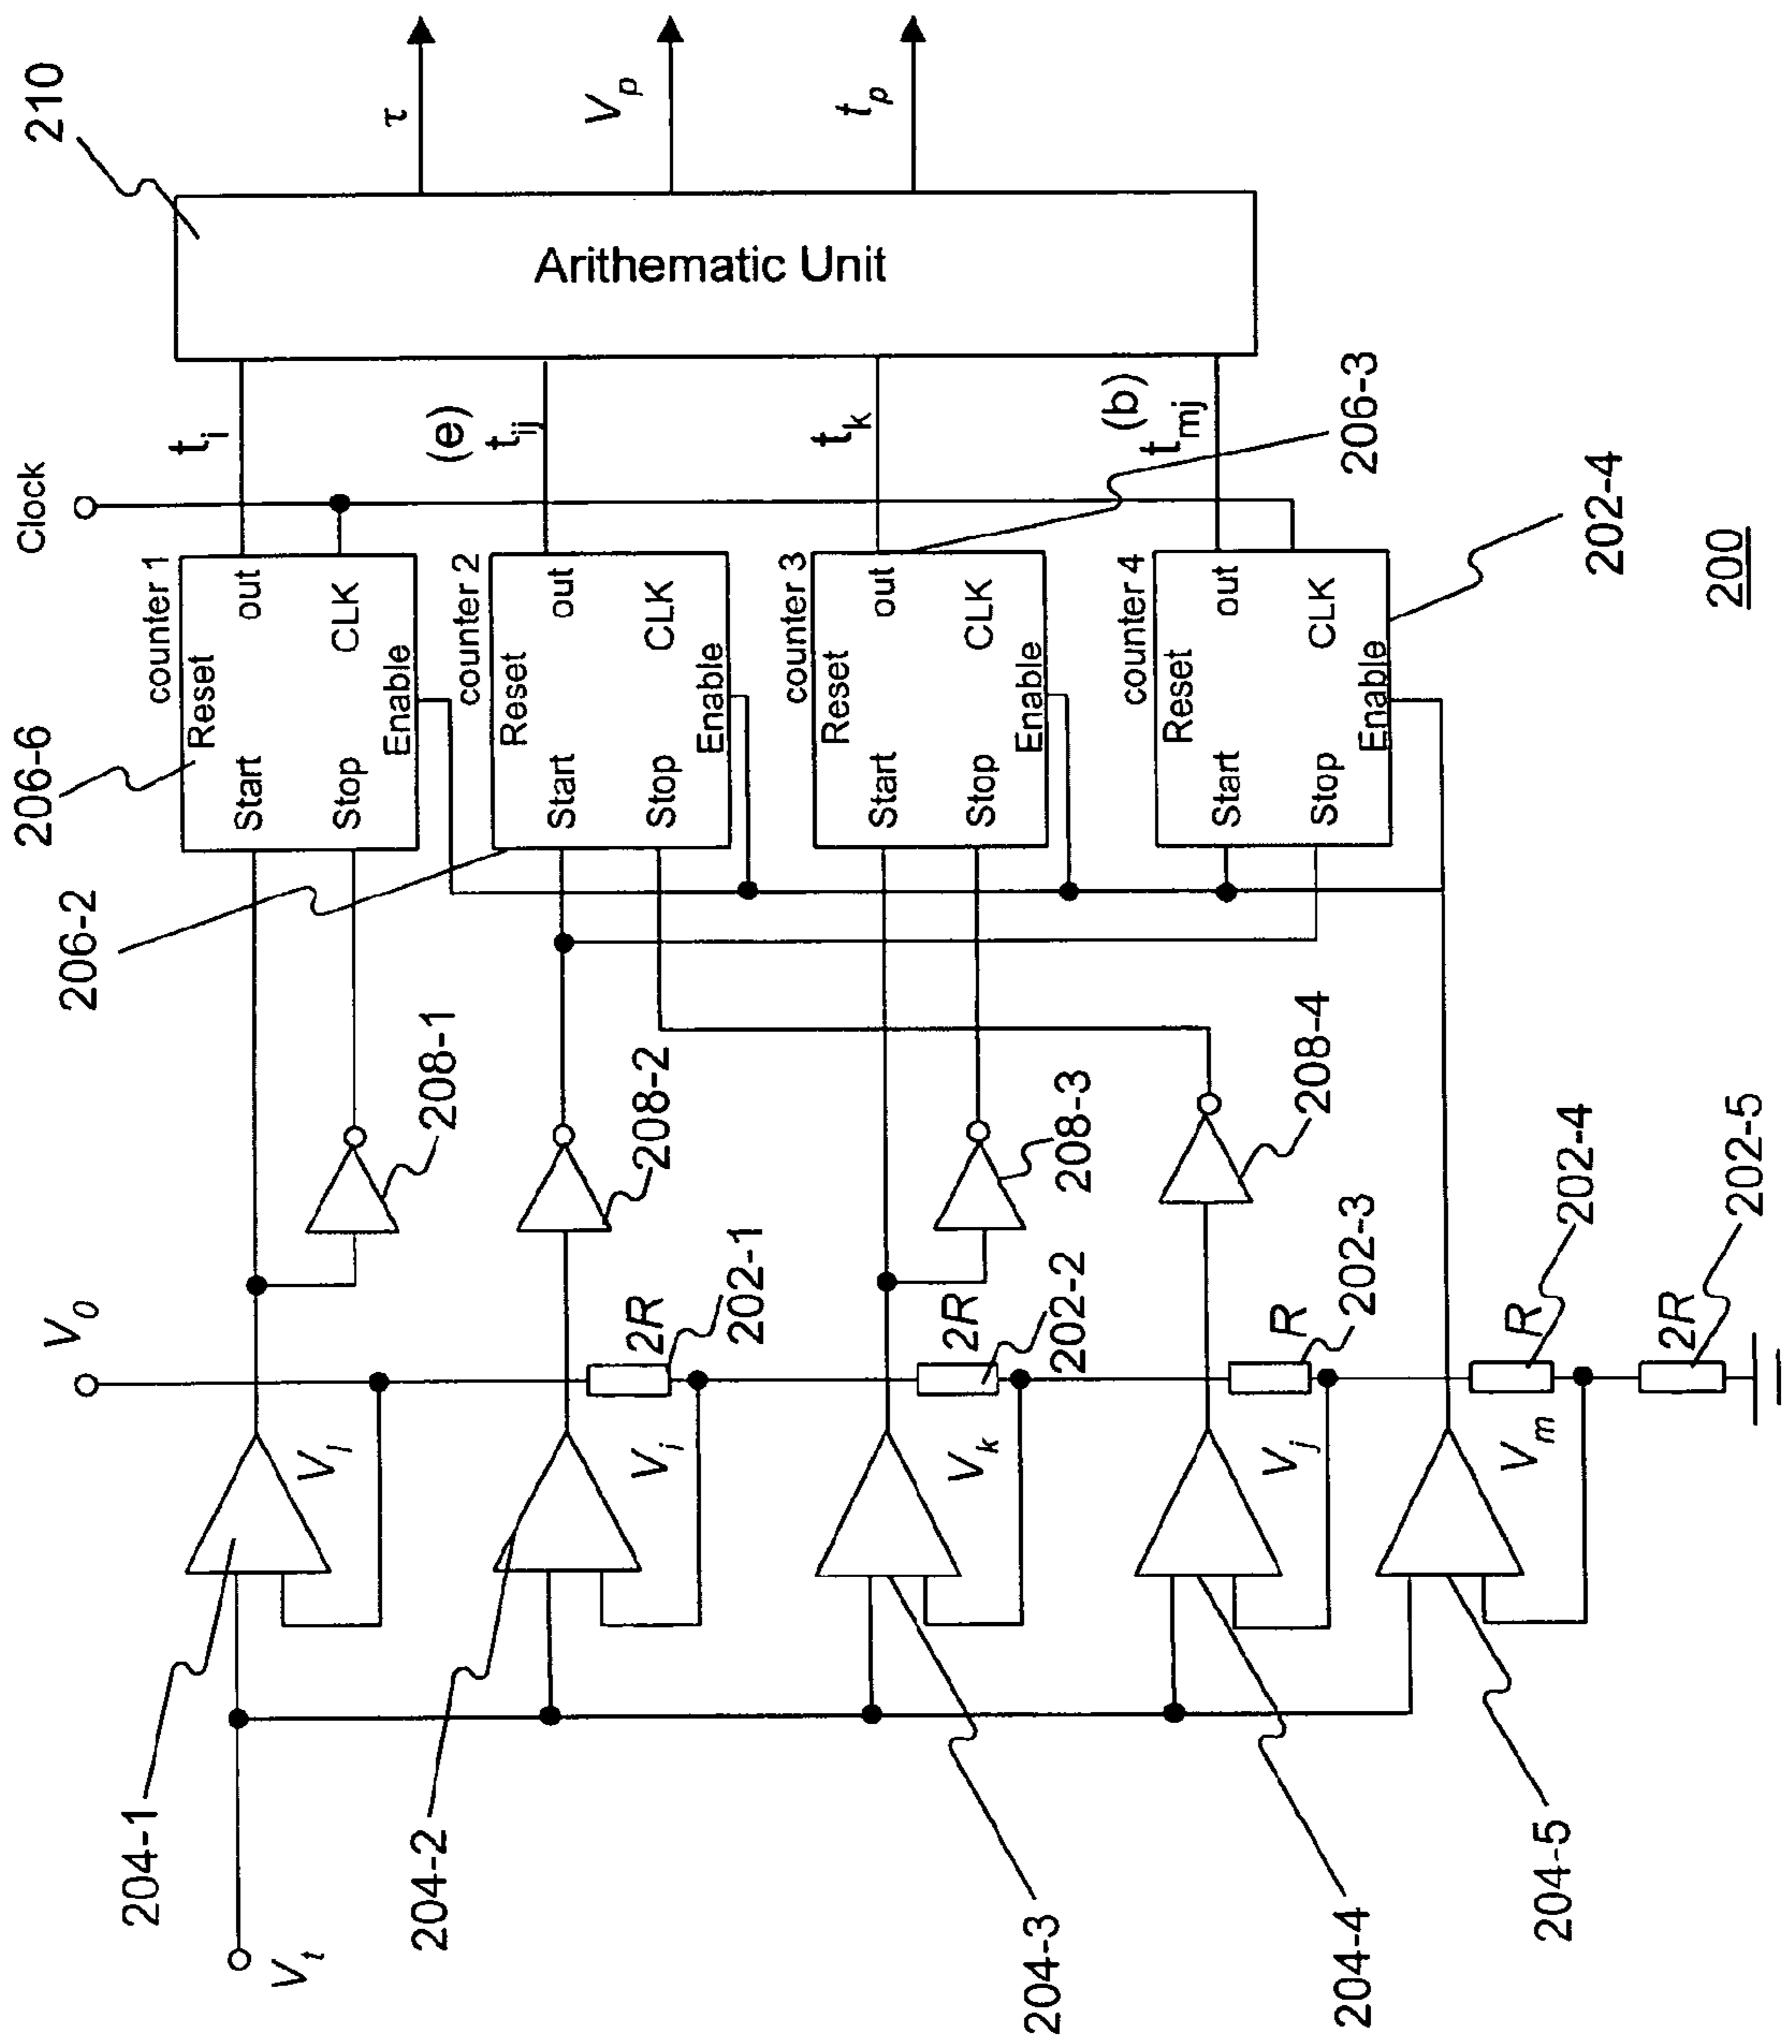 210
τ
V_p
t_p
Arithematic Unit
t_i
(e)
t_ij
t_k
(b)
t_mj
206-3
Clock
202-4
200
206-6
counter 1
Reset
out
Start
Stop
CLK
Enable
206-2
counter 2
Reset
out
Start
Stop
CLK
Enable
counter 3
Reset
out
Start
Stop
CLK
Enable
counter 4
Reset
out
Start
Stop
CLK
Enable
208-1
208-2
208-3
208-4
V_0
2R
202-1
2R
202-2
R
202-3
R
202-4
2R
202-5
V_l
V_i
V_k
V_j
V_m
204-1
204-2
204-3
204-4
204-5
V_t